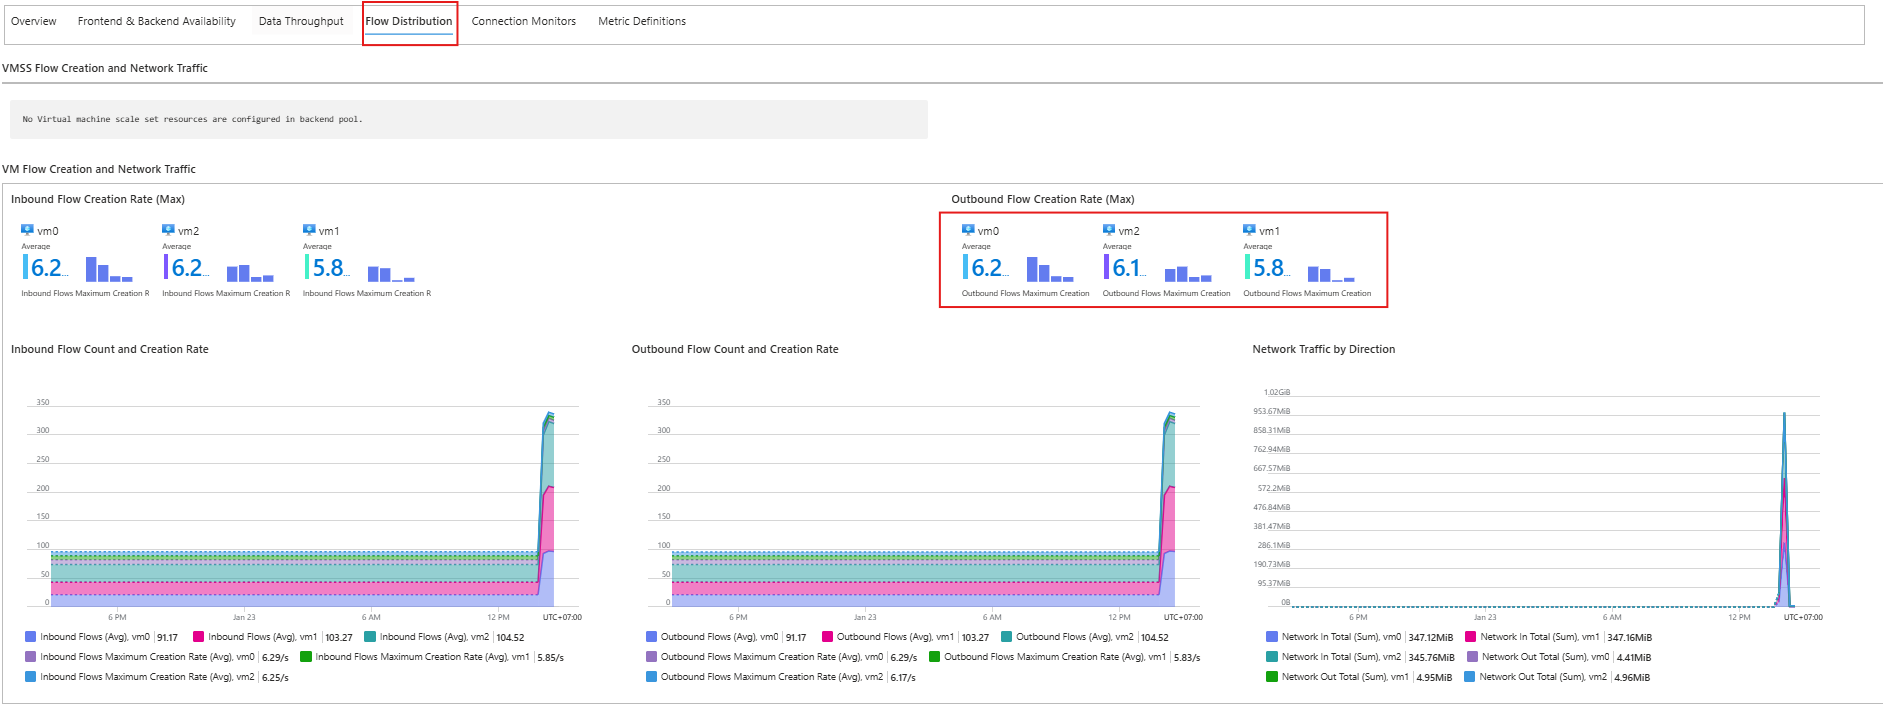 Overview Frontend & Backend Availability Data Throughput Flow Distribution Connection Monitors Metric Definitions
VMSS Flow Creation and Network Traffic
No Virtual machine scale set resources are configured in backend pool.
VM Flow Creation and Network Traffic
Inbound Flow Creation Rate (Max)
vm0 vm2 vm1
Average Average Average
6.2... 6.2... 5.8...
Inbound Flows Maximum Creation R Inbound Flows Maximum Creation R Inbound Flows Maximum Creation R
Outbound Flow Creation Rate (Max)
vm0 vm2 vm1
Average Average Average
6.2... 6.1... 5.8...
Outbound Flows Maximum Creation Outbound Flows Maximum Creation Outbound Flows Maximum Creation
Inbound Flow Count and Creation Rate
350
300
250
200
150
100
50
0
6 PM Jan 23 6 AM 12 PM UTC+07:00
Inbound Flows (Avg), vm0 91.17 Inbound Flows (Avg), vm1 103.27 Inbound Flows (Avg), vm2 104.52
Inbound Flows Maximum Creation Rate (Avg), vm0 6.29/s Inbound Flows Maximum Creation Rate (Avg), vm1 5.85/s
Inbound Flows Maximum Creation Rate (Avg), vm2 6.25/s
Outbound Flow Count and Creation Rate
350
300
250
200
150
100
50
0
6 PM Jan 23 6 AM 12 PM UTC+07:00
Outbound Flows (Avg), vm0 91.17 Outbound Flows (Avg), vm1 103.27 Outbound Flows (Avg), vm2 104.52
Outbound Flows Maximum Creation Rate (Avg), vm0 6.29/s Outbound Flows Maximum Creation Rate (Avg), vm1 5.83/s
Outbound Flows Maximum Creation Rate (Avg), vm2 6.17/s
Network Traffic by Direction
1.02GiB
953.67MiB
858.31MiB
762.94MiB
667.57MiB
572.2MiB
476.84MiB
381.47MiB
286.1MiB
190.73MiB
95.37MiB
0B
6 PM Jan 23 6 AM 12 PM UTC+07:00
Network In Total (Sum), vm0 347.12MiB Network In Total (Sum), vm1 347.16MiB
Network In Total (Sum), vm2 345.76MiB Network Out Total (Sum), vm0 4.41MiB
Network Out Total (Sum), vm1 4.95MiB Network Out Total (Sum), vm2 4.96MiB